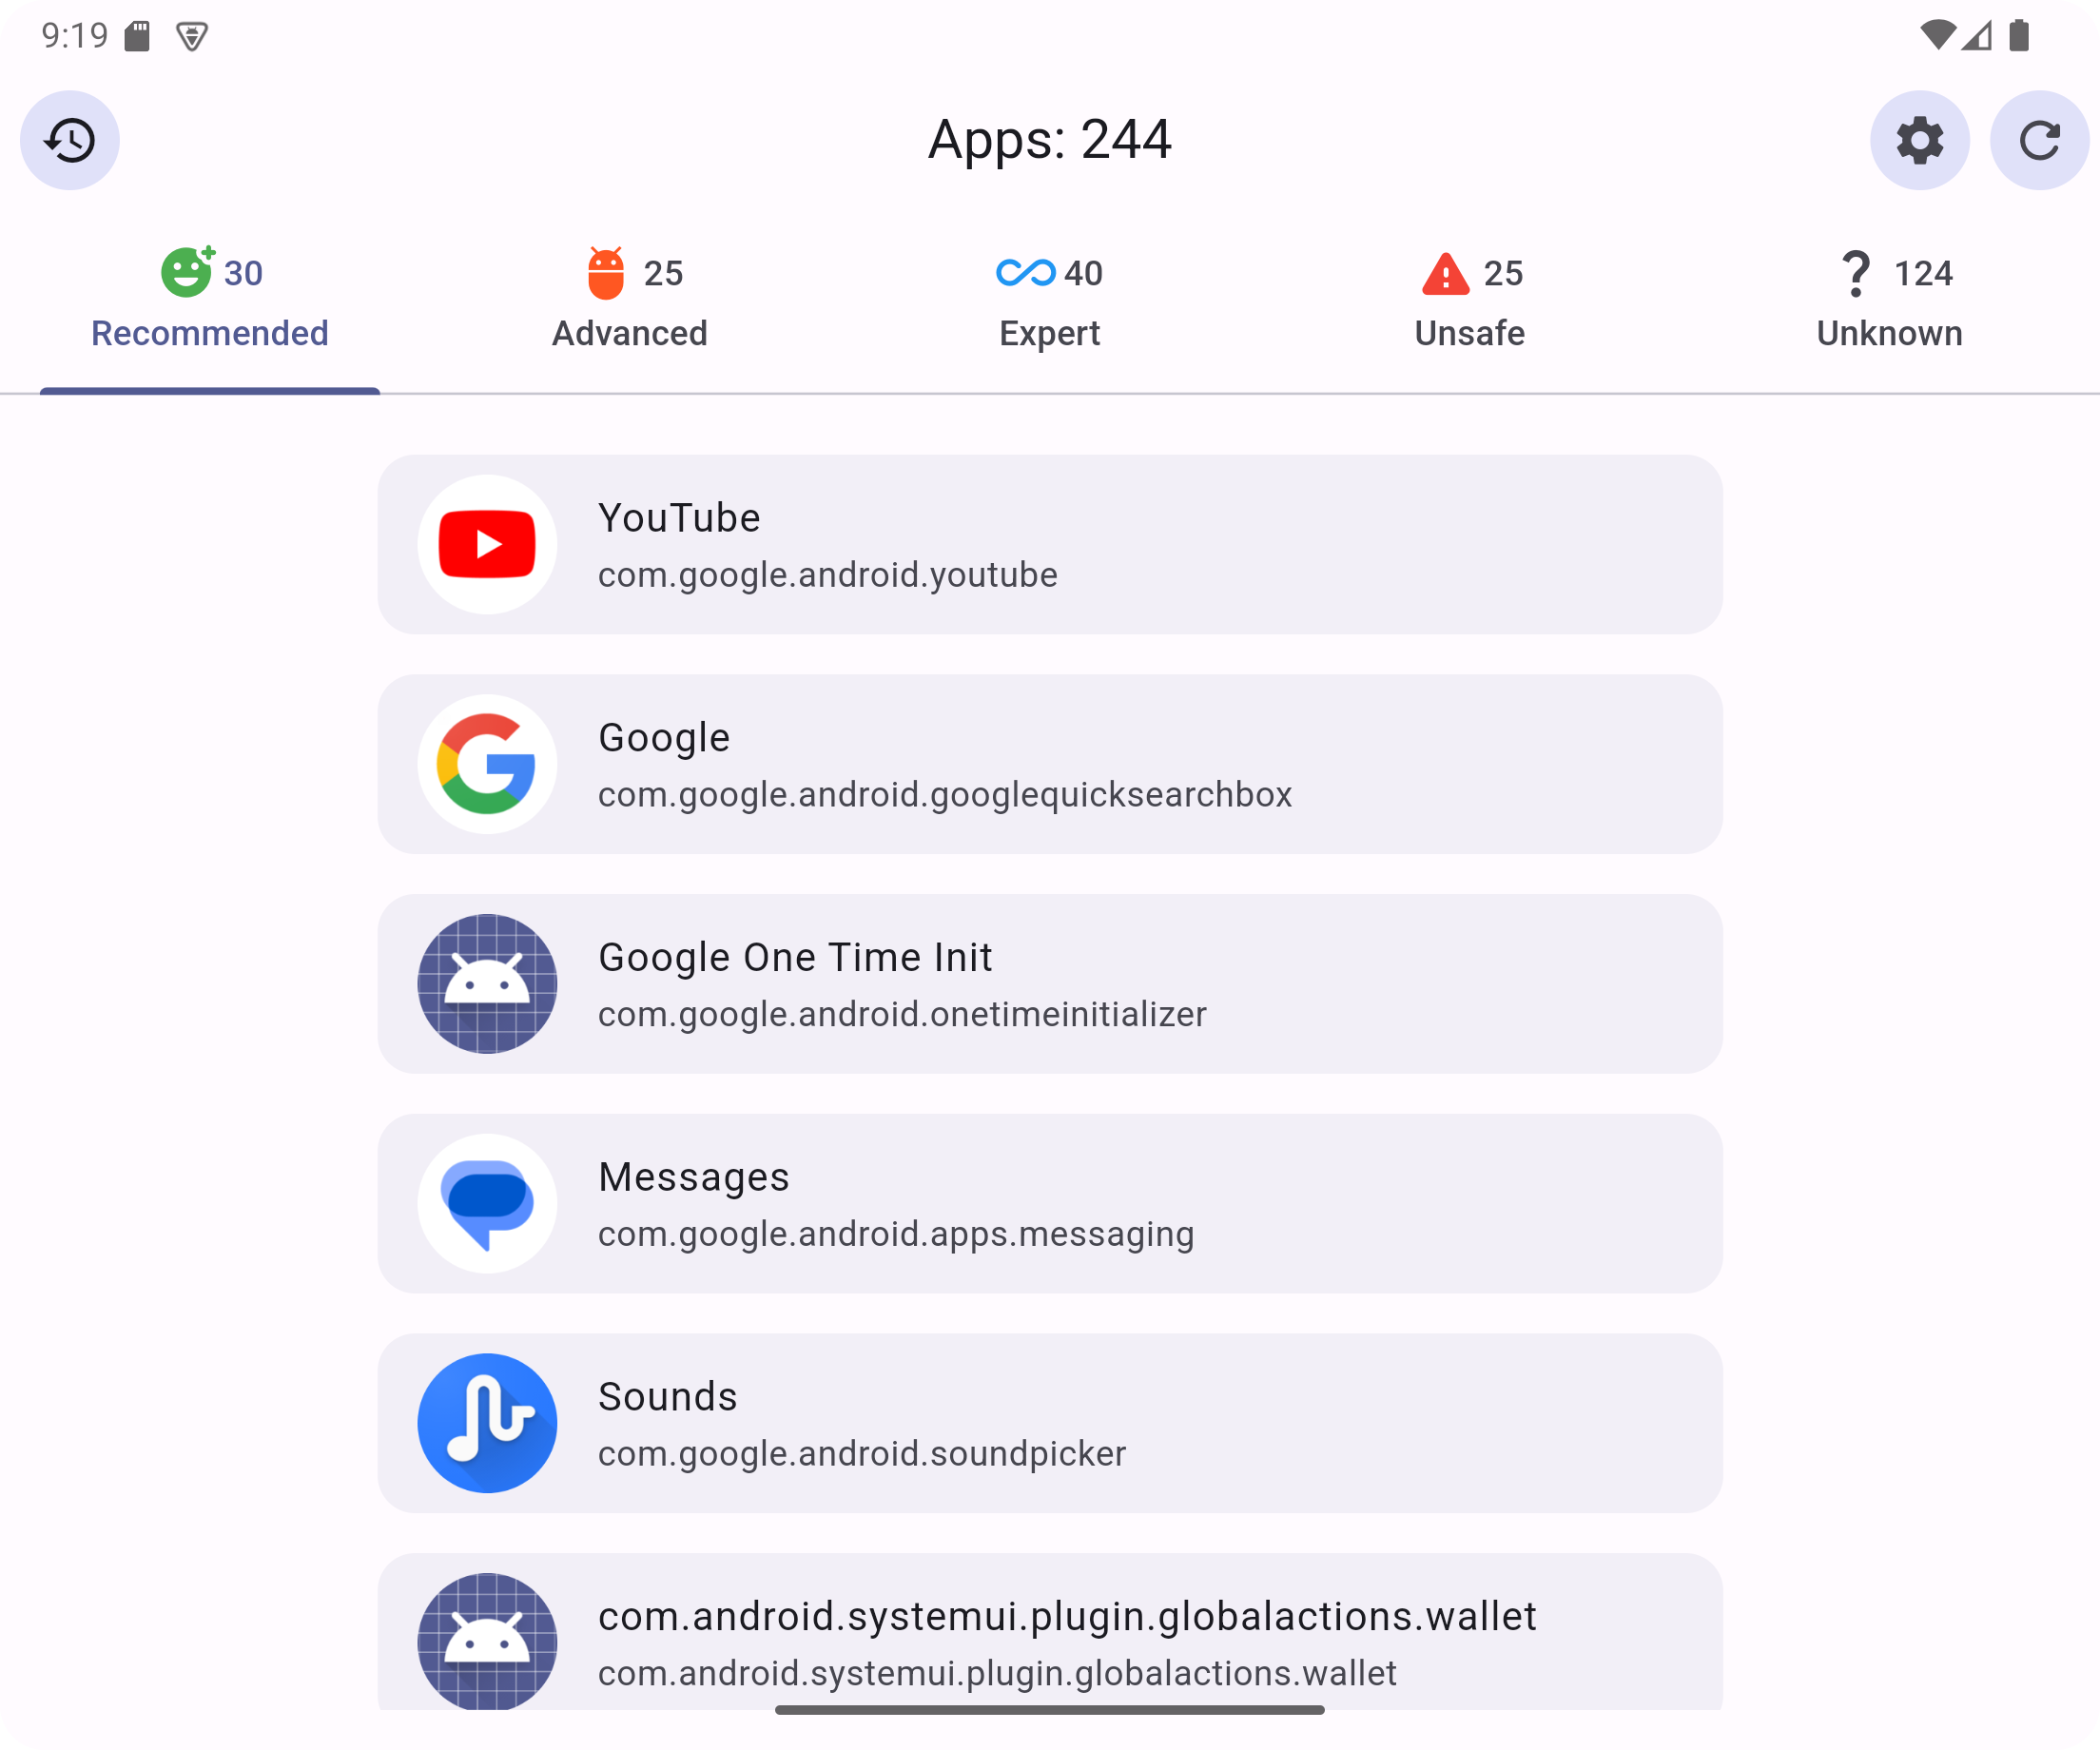 9:19
Apps: 244
30
Recommended
25
Advanced
40
Expert
25
Unsafe
124
Unknown
YouTube
com.google.android.youtube
Google
com.google.android.googlequicksearchbox
Google One Time Init
com.google.android.onetimeinitializer
Messages
com.google.android.apps.messaging
Sounds
com.google.android.soundpicker
com.android.systemui.plugin.globalactions.wallet
com.android.systemui.plugin.globalactions.wallet